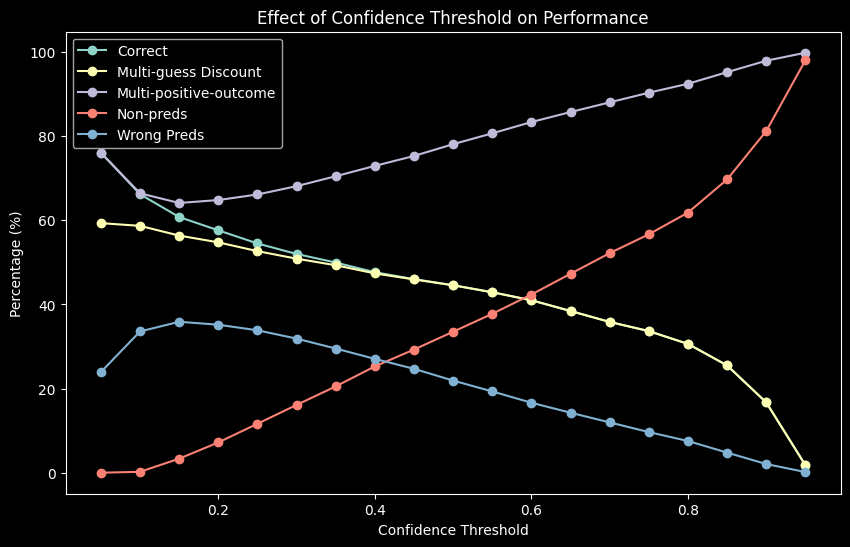 Effect of Confidence Threshold on Performance
Correct
Multi-guess Discount
Multi-positive-outcome
Non-preds
Wrong Preds
Percentage (%)
100
80
60
40
20
0
0.2 0.4 0.6 0.8
Confidence Threshold